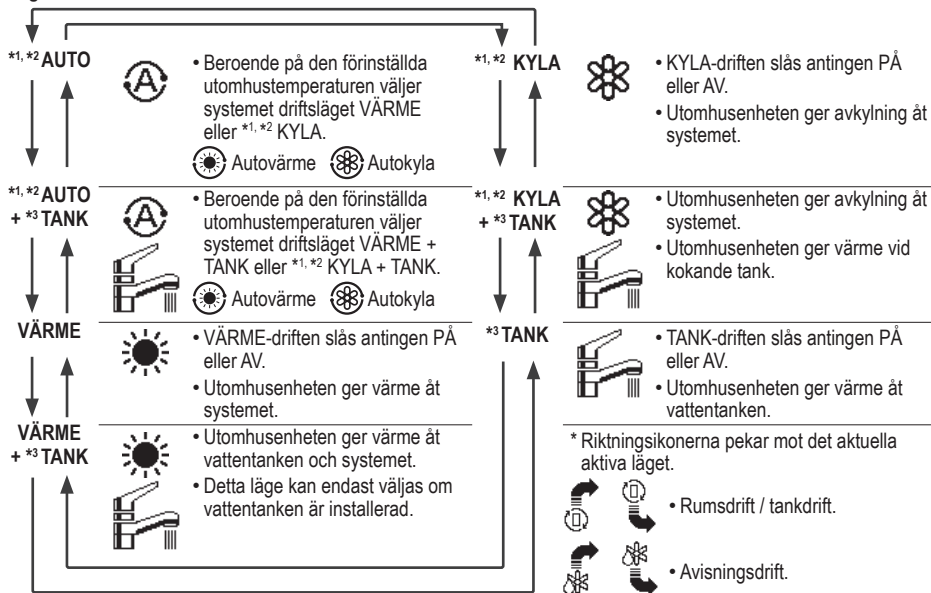 *1, *2 AUTO
• Beroende på den förinställda
utomhustemperaturen väljer
systemet driftsläget VÄRME
eller *1, *2 KYLA.
Autovärme Autokyla
*1, *2 AUTO
+ *3 TANK
• Beroende på den förinställda
utomhustemperaturen väljer
systemet driftsläget VÄRME +
TANK eller *1, *2 KYLA + TANK.
Autovärme Autokyla
VÄRME
• VÄRME-driften slås antingen PÅ
eller AV.
• Utomhusenheten ger värme åt
systemet.
VÄRME
+ *3 TANK
• Utomhusenheten ger värme åt
vattentanken och systemet.
• Detta läge kan endast väljas om
vattentanken är installerad.
*1, *2 KYLA
• KYLA-driften slås antingen PÅ
eller AV.
• Utomhusenheten ger avkylning åt
systemet.
*1, *2 KYLA
+ *3 TANK
• Utomhusenheten ger avkylning åt
systemet.
• Utomhusenheten ger värme vid
kokande tank.
*3 TANK
• TANK-driften slås antingen PÅ
eller AV.
• Utomhusenheten ger värme åt
vattentanken.
* Riktningsikonerna pekar mot det aktuella
aktiva läget.
• Rumsdrift / tankdrift.
• Avisningsdrift.